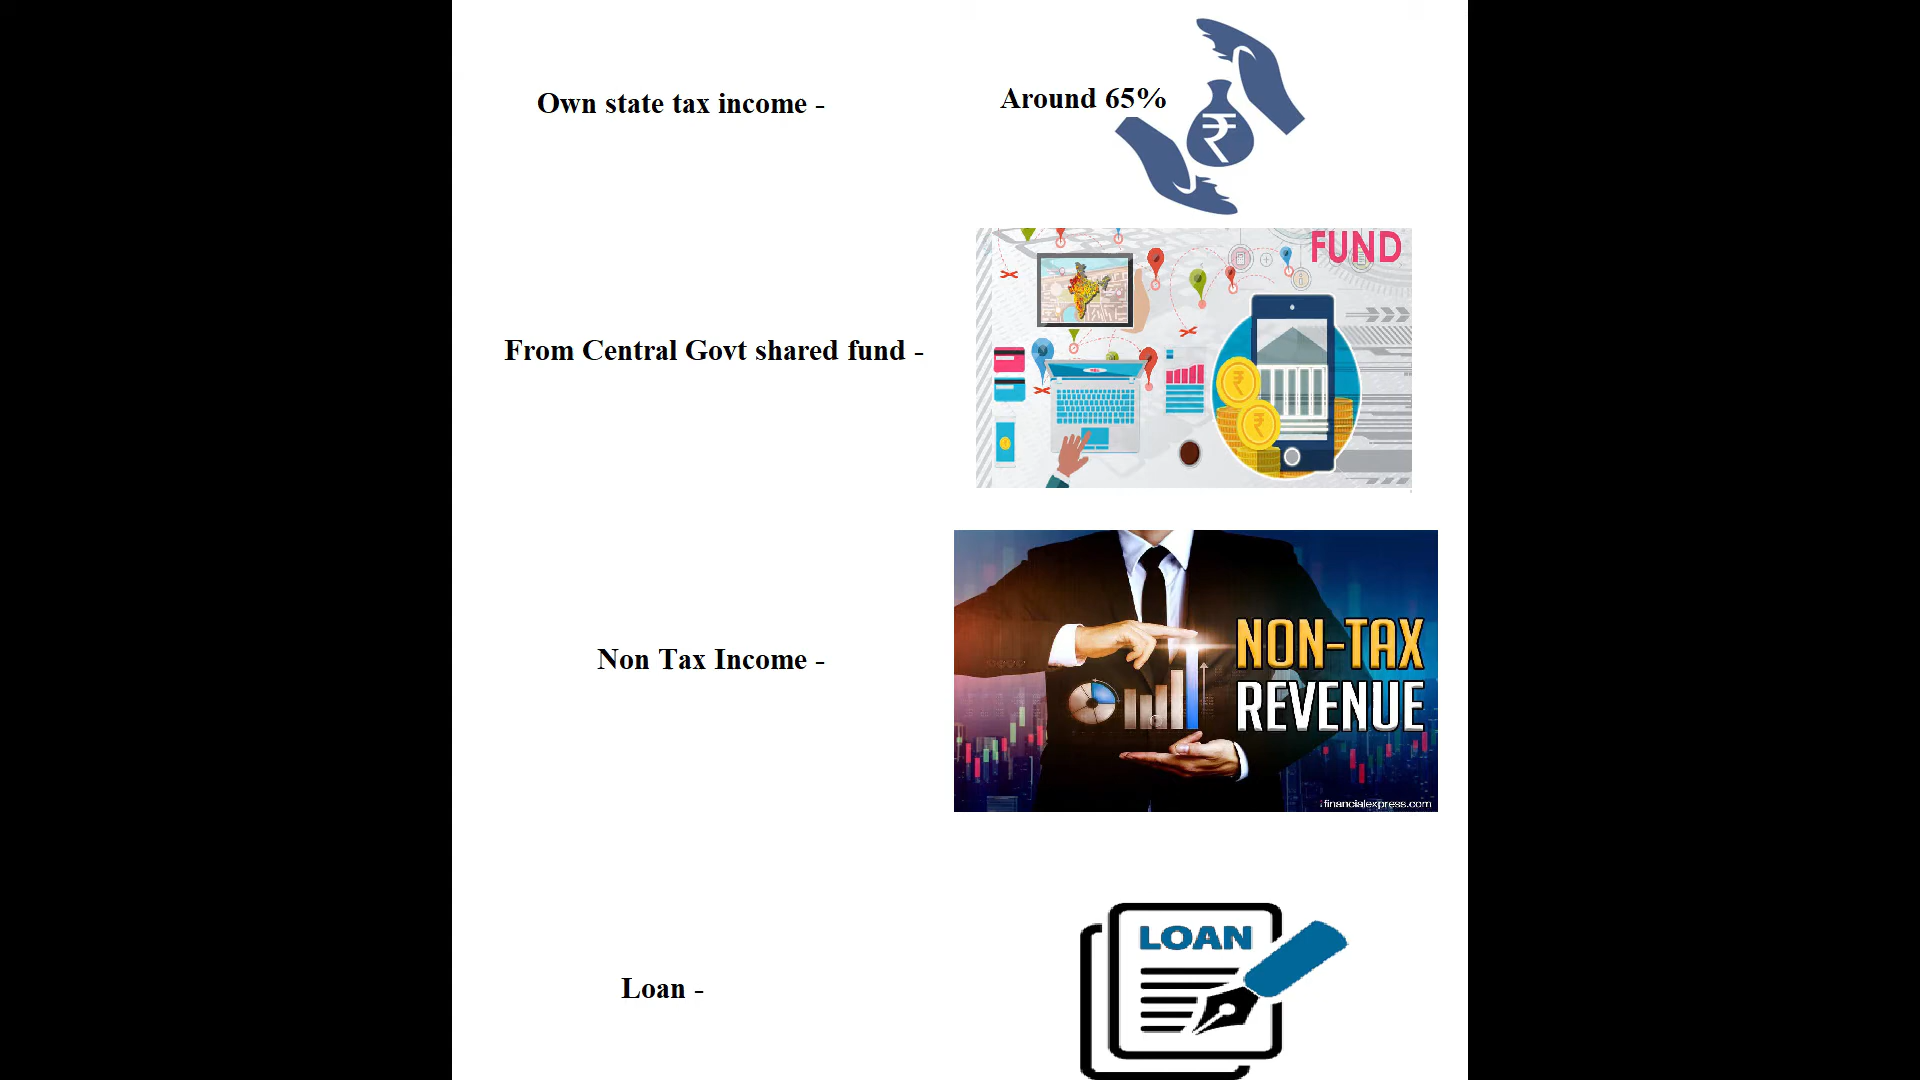 Own state tax income -
Around 65%
₹
FUND
From Central Govt shared fund -
₹
₹
Non Tax Income -
NON-TAX
REVENUE
financialexpress.com
LOAN
Loan -